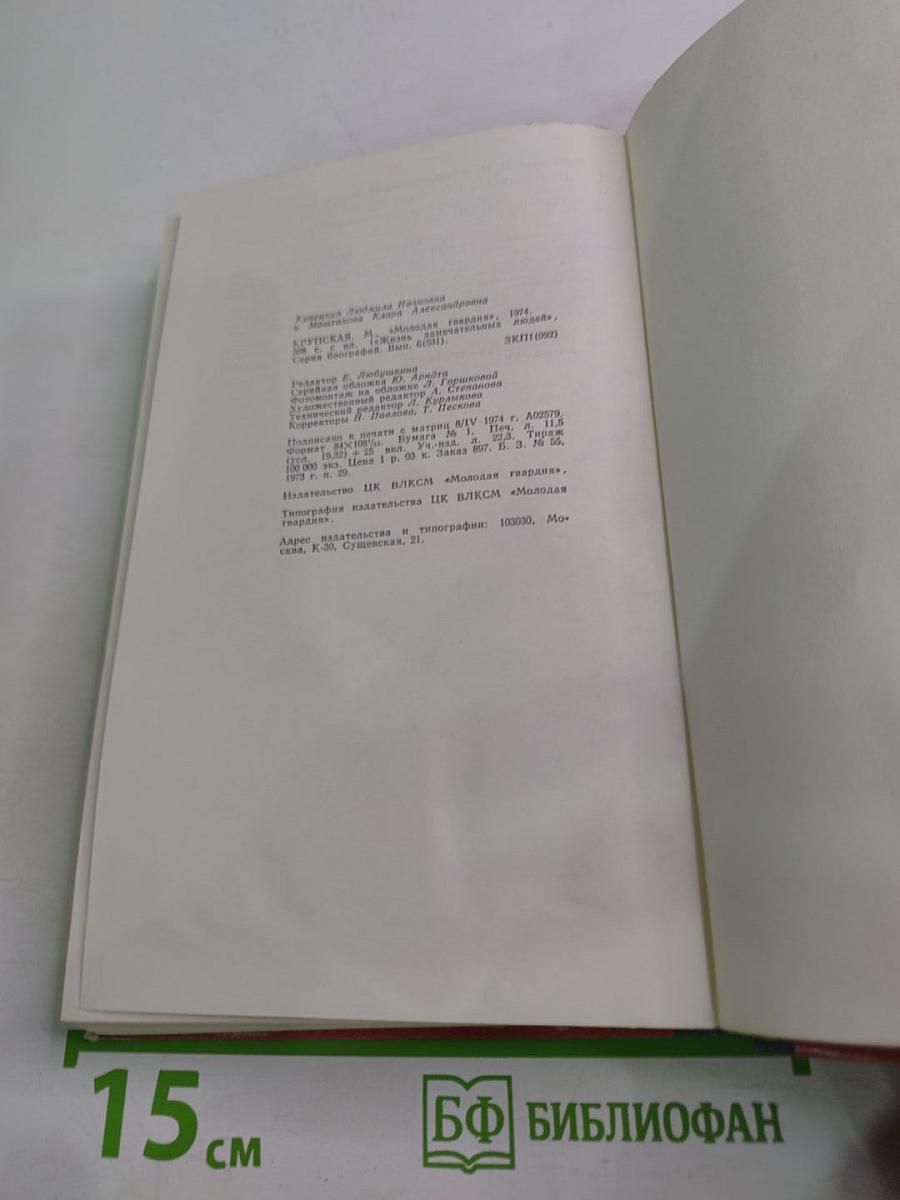 Кунецкая Людмила Ивановна
и Маштакова Клара Александровна
КРУПСКАЯ. М., «Молодая гвардия», 1974.
288 с. с ил. («Жизнь замечательных людей».
Серия биографий. Вып. 6(531). ЗКП1(092)
Редактор Е. Любушкина
Серийная обложка Ю. Арндта
Фотомонтаж на обложке Л. Горшковой
Художественный редактор А. Степанова
Технический редактор Л. Курлыкова
Корректоры Н. Павлова, Т. Пескова
Подписано к печати с матриц 8/IV 1974 г. А02579.
Формат 84×108¹/₃₂. Бумага № 1. Печ. л. 11,5
(усл. 19,32) + 25 вкл. Уч.-изд. л. 22,3. Тираж
100 000 экз. Цена 1 р. 03 к. Заказ 897. Б. З. № 55,
1973 г. п. 29.
Издательство ЦК ВЛКСМ «Молодая гвардия».
Типография издательства ЦК ВЛКСМ «Молодая
гвардия».
Адрес издательства и типографии: 103030, Мо-
сква, К-30, Сущевская, 21.
15 см
БФ БИБЛИОФАН